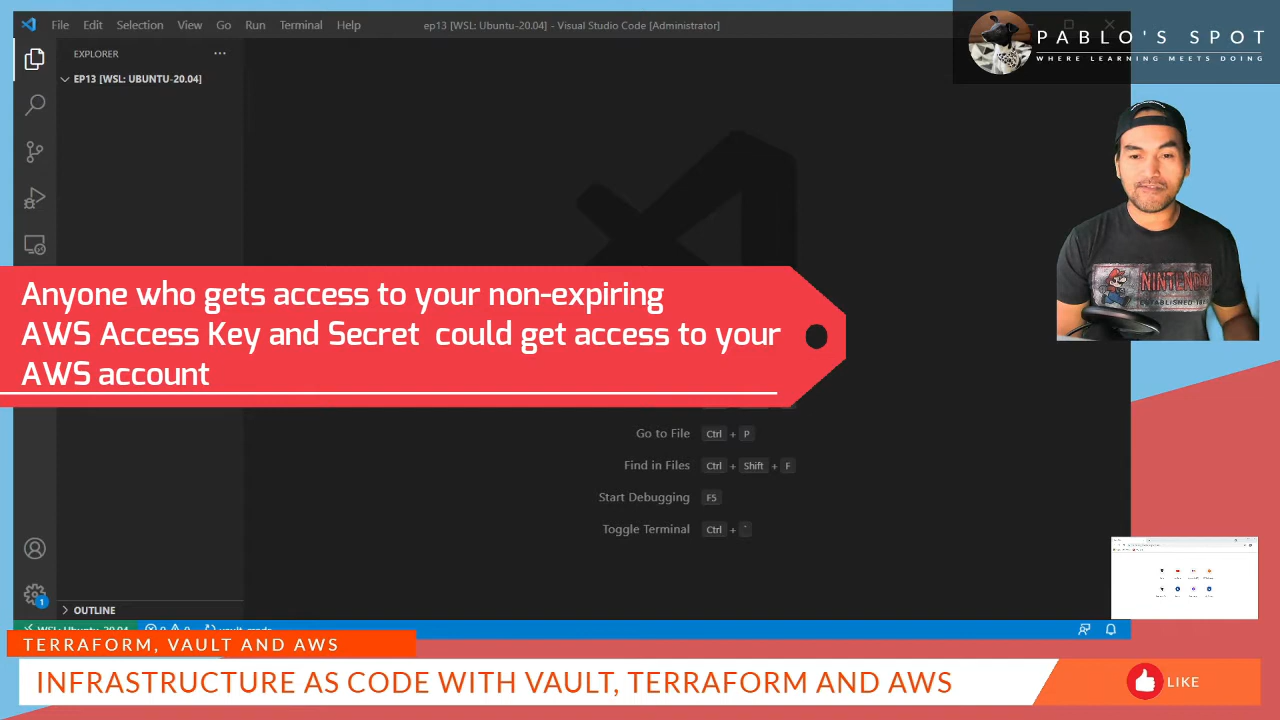 File Edit Selection View Go Run Terminal Help
ep13 [WSL: Ubuntu-20.04] - Visual Studio Code [Administrator]
PABLO'S SPOT
WHERE LEARNING MEETS DOING
EXPLORER
EP13 [WSL: UBUNTU-20.04]
NINTENDO
Anyone who gets access to your non-expiring
AWS Access Key and Secret could get access to your
AWS account
Go to File Ctrl + P
Find in Files Ctrl + Shift + F
Start Debugging F5
Toggle Terminal Ctrl + `
1
OUTLINE
TERRAFORM, VAULT AND AWS
INFRASTRUCTURE AS CODE WITH VAULT, TERRAFORM AND AWS
LIKE